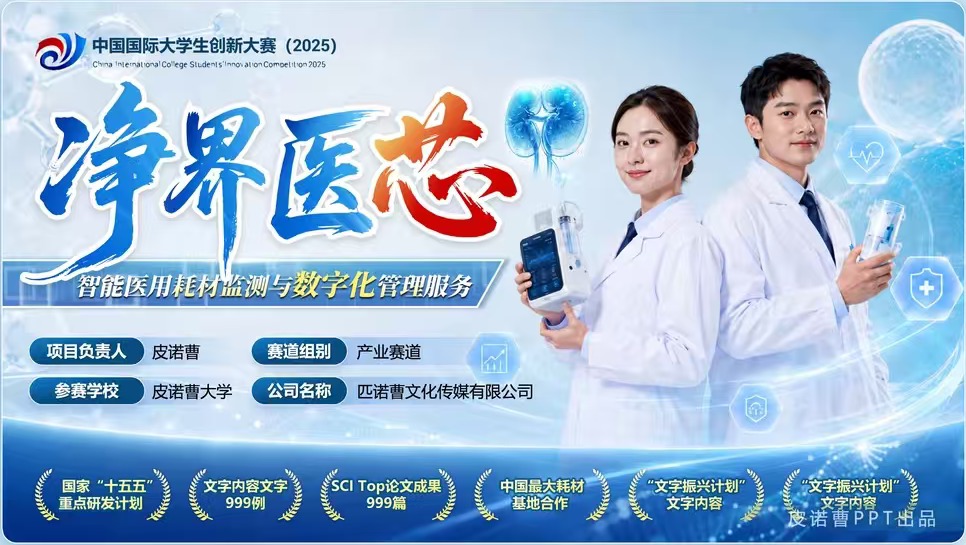 中国国际大学生创新大赛（2025）
China International College Students' Innovation Competition 2025
净界医芯
智能医用耗材监测与数字化管理服务
项目负责人 皮诺曹 赛道组别 产业赛道
参赛学校 皮诺曹大学 公司名称 匹诺曹文化传媒有限公司
国家“十五五”
重点研发计划
文字内容文字
999例
SCI Top论文成果
999篇
中国最大耗材
基地合作
“文字振兴计划”
文字内容
“文字振兴计划”
文字内容
皮诺曹PPT出品